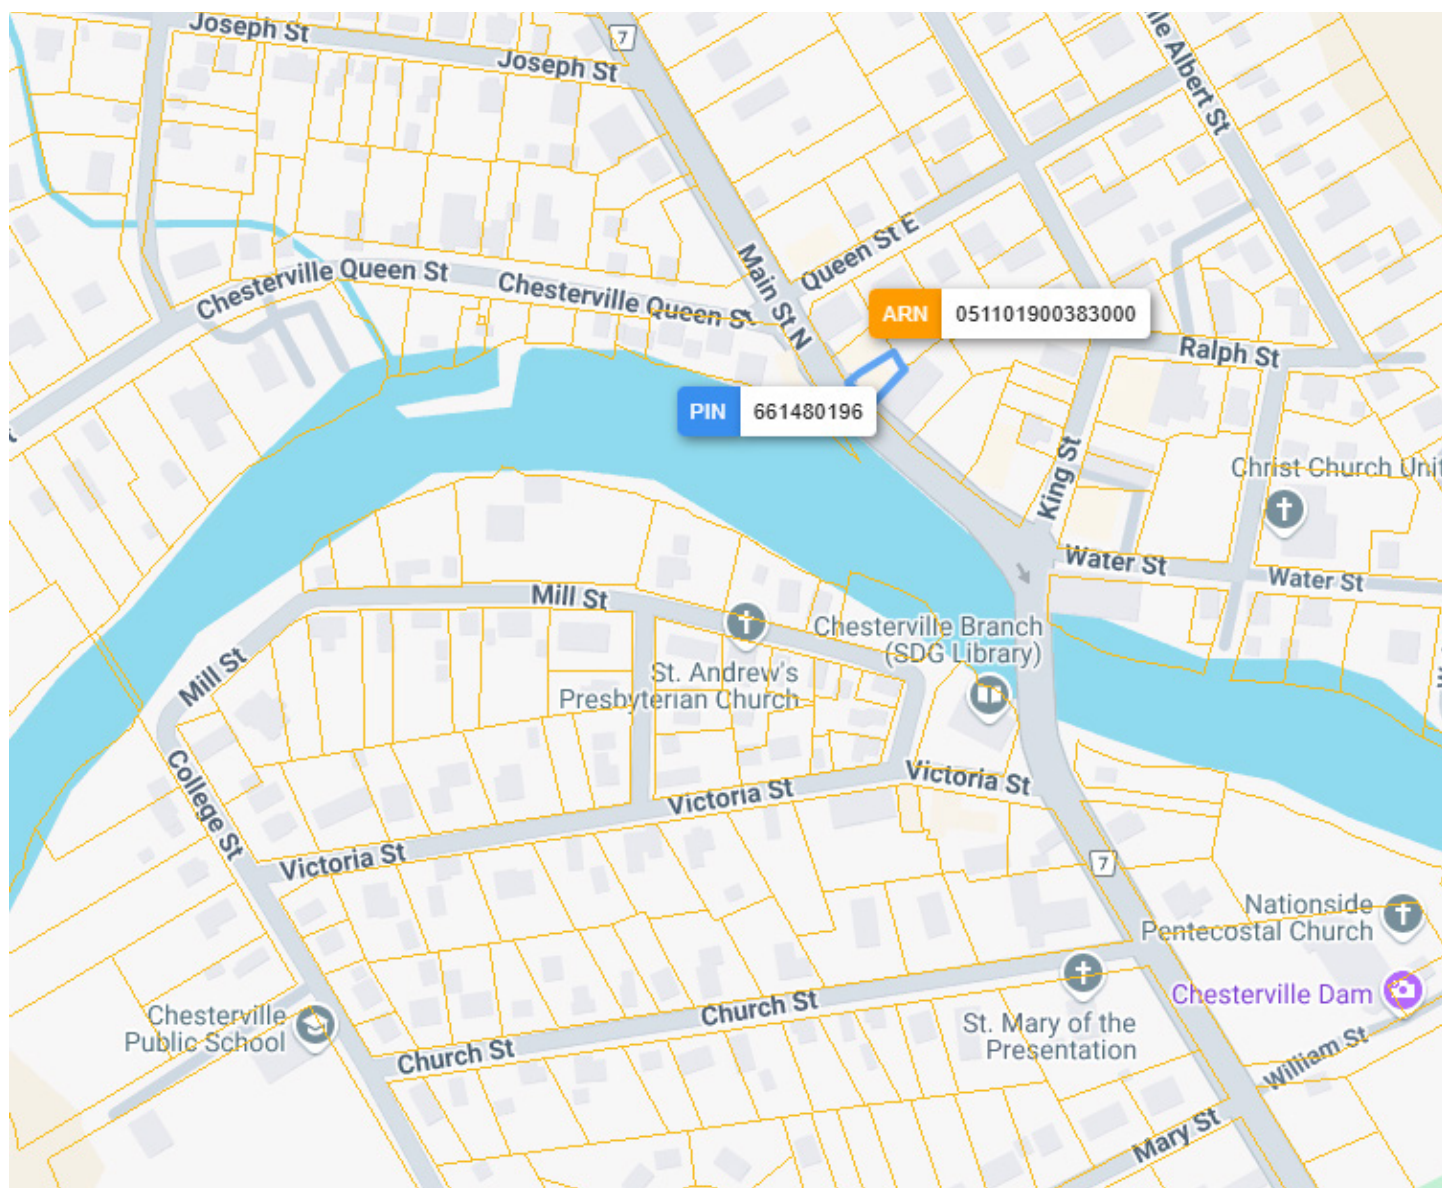 Joseph St
7
Joseph St
le Albert St
Queen St E
Main St N
Chesterville Queen St
Chesterville Queen St
ARN 051101900383000
Ralph St
PIN 661480196
King St
Christ Church Unit
Water St
Water St
Mill St
Chesterville Branch
(SDG Library)
St. Andrew's
Presbyterian Church
Mill St
College St
Victoria St
Victoria St
Victoria St
7
Nationside
Pentecostal Church
Chesterville Dam
Church St
Chesterville
Public School
St. Mary of the
Presentation
Church St
William St
Mary St